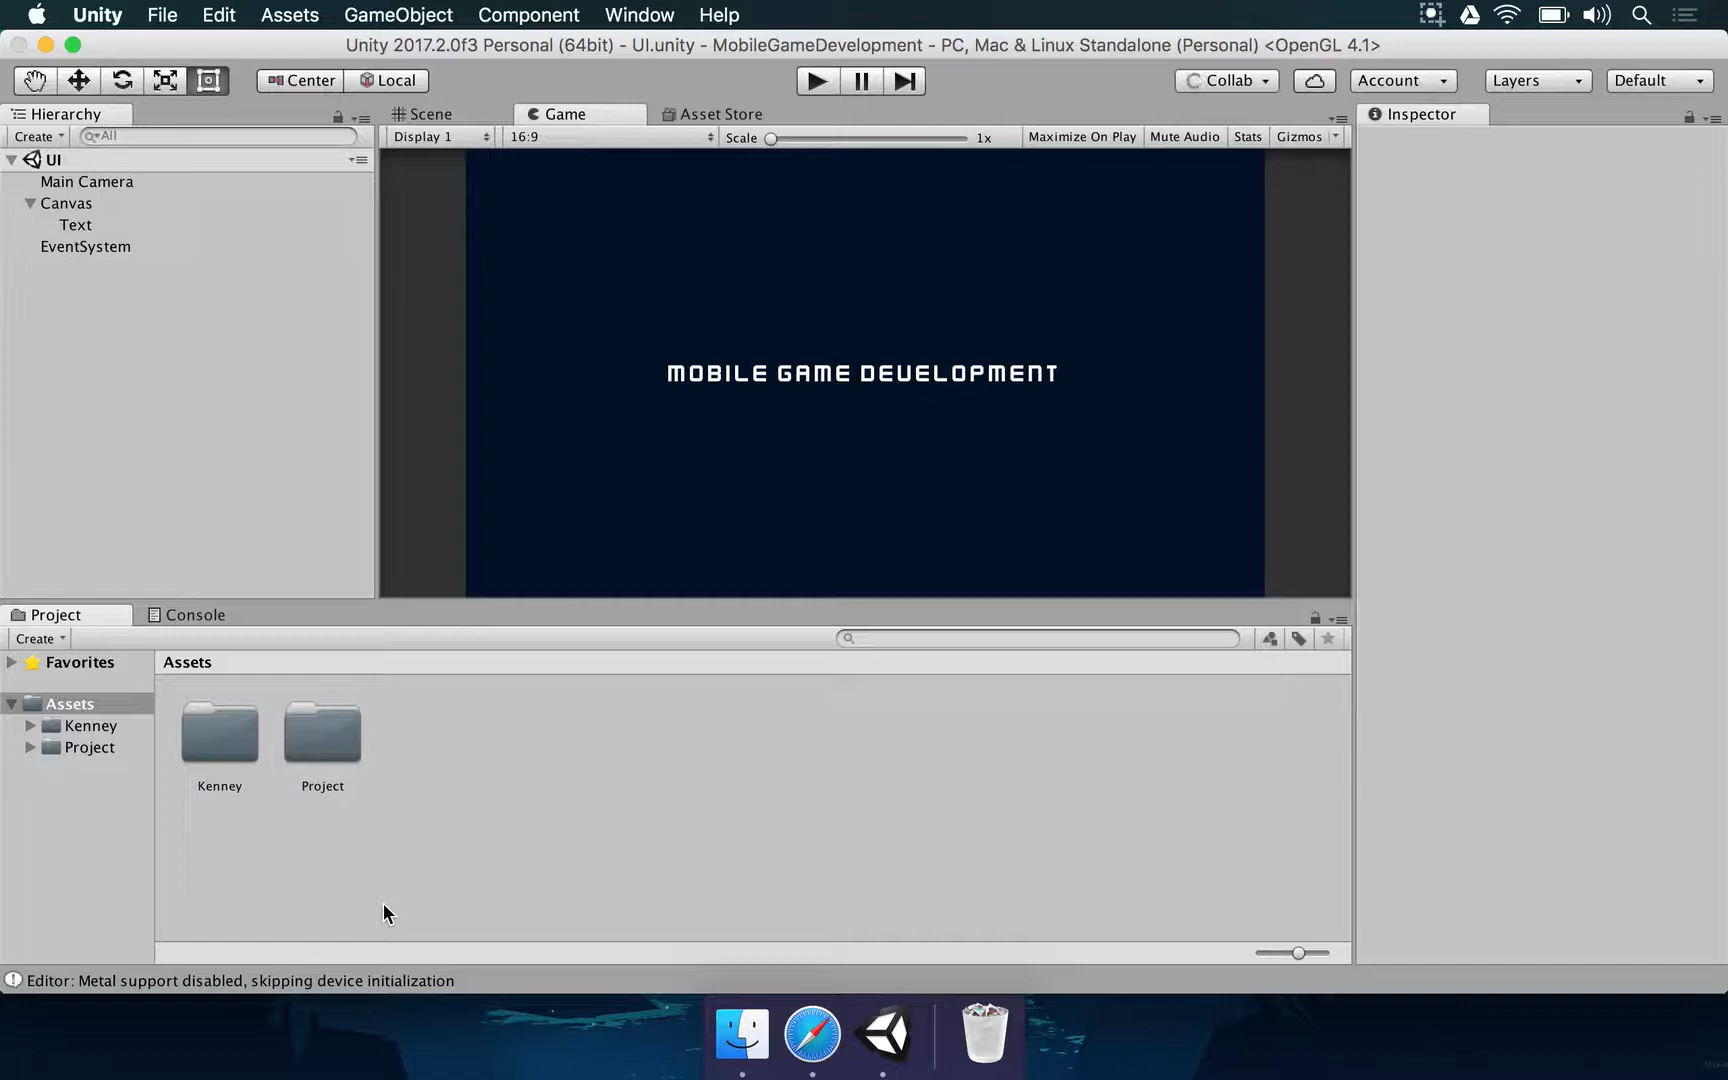 Unity File Edit Assets GameObject Component Window Help
Unity 2017.2.0f3 Personal (64bit) - UI.unity - MobileGameDevelopment - PC, Mac & Linux Standalone (Personal) <OpenGL 4.1>
Center Local Collab Account Layers Default
Hierarchy
Create All
UI
Main Camera
Canvas
Text
EventSystem
Scene Game Asset Store
Display 1 16:9 Scale 1x Maximize On Play Mute Audio Stats Gizmos
MOBILE GAME DEVELOPMENT
Inspector
Project Console
Create
Favorites
Assets
Kenney
Project
Assets
Kenney Project
Editor: Metal support disabled, skipping device initialization